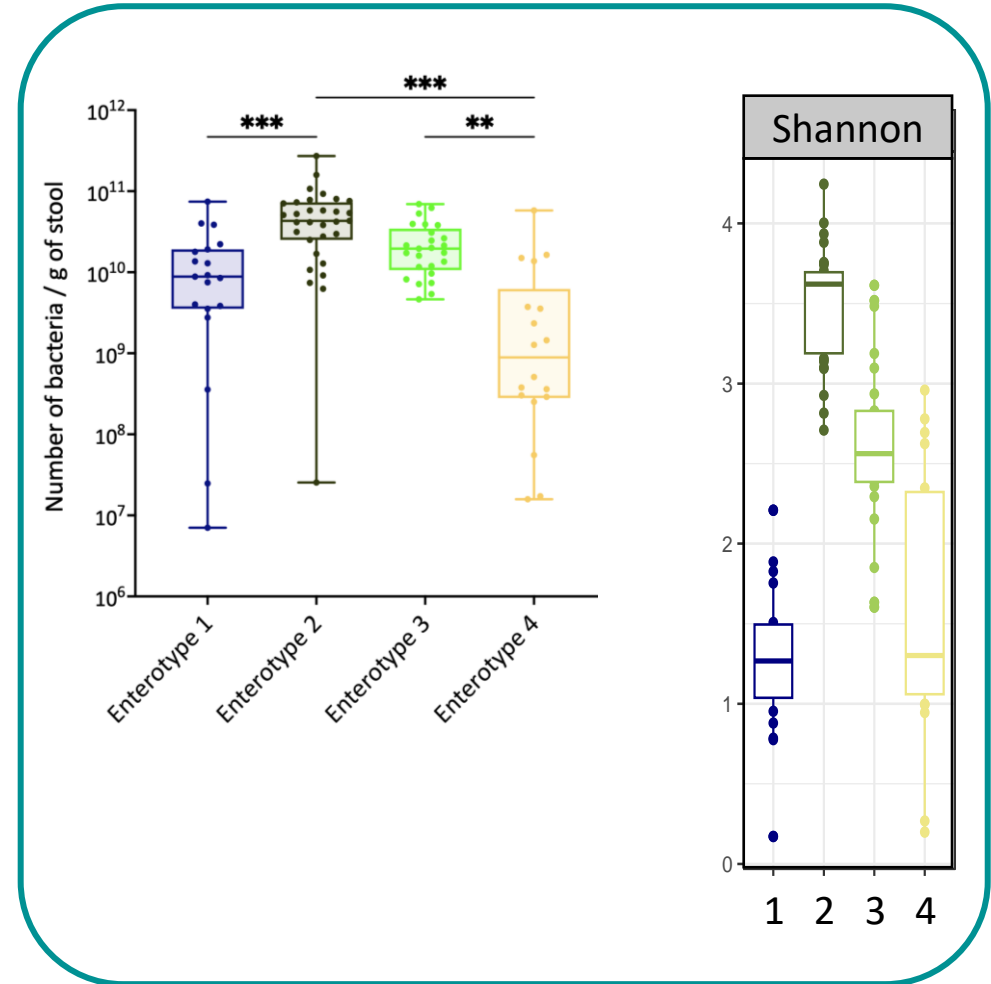 ***
***
**
10¹²
10¹¹
10¹⁰
10⁹
10⁸
10⁷
10⁶
Number of bacteria / g of stool
Enterotype 1
Enterotype 2
Enterotype 3
Enterotype 4
Shannon
4
3
2
1
0
1 2 3 4